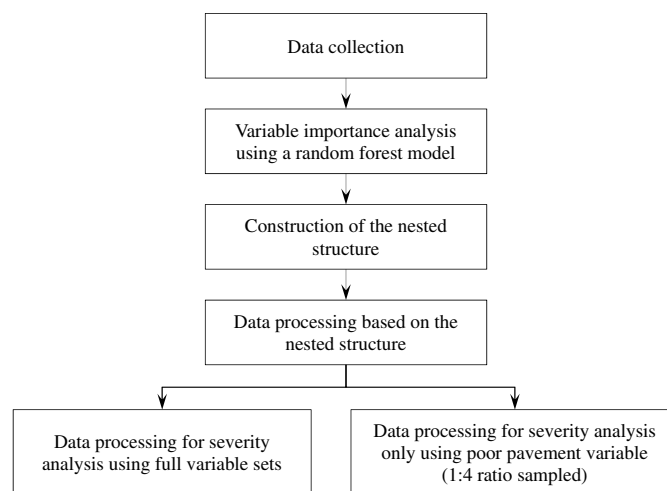 Data collection
Variable importance analysis
using a random forest model
Construction of the nested
structure
Data processing based on the
nested structure
Data processing for severity
analysis using full variable sets
Data processing for severity analysis
only using poor pavement variable
(1:4 ratio sampled)